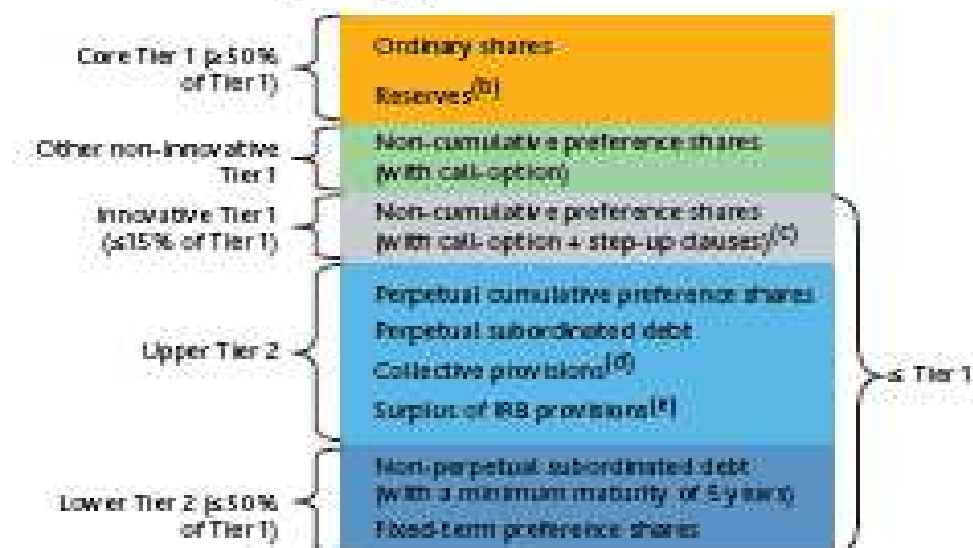 Core Tier 1 (≥50%
of Tier 1)
Ordinary shares
Reserves(b)
Other non-innovative
Tier 1
Non-cumulative preference shares
(with call-option)
Innovative Tier 1
(≤15% of Tier 1)
Non-cumulative preference shares
(with call-option + step-up clauses)(c)
Upper Tier 2
Perpetual cumulative preference shares
Perpetual subordinated debt
Collective provisions(d)
Surplus of IRB provisions(e)
≤ Tier 1
Lower Tier 2 (≤50%
of Tier 1)
Non-perpetual subordinated debt
(with a minimum maturity of 5 years)
Fixed-term preference shares